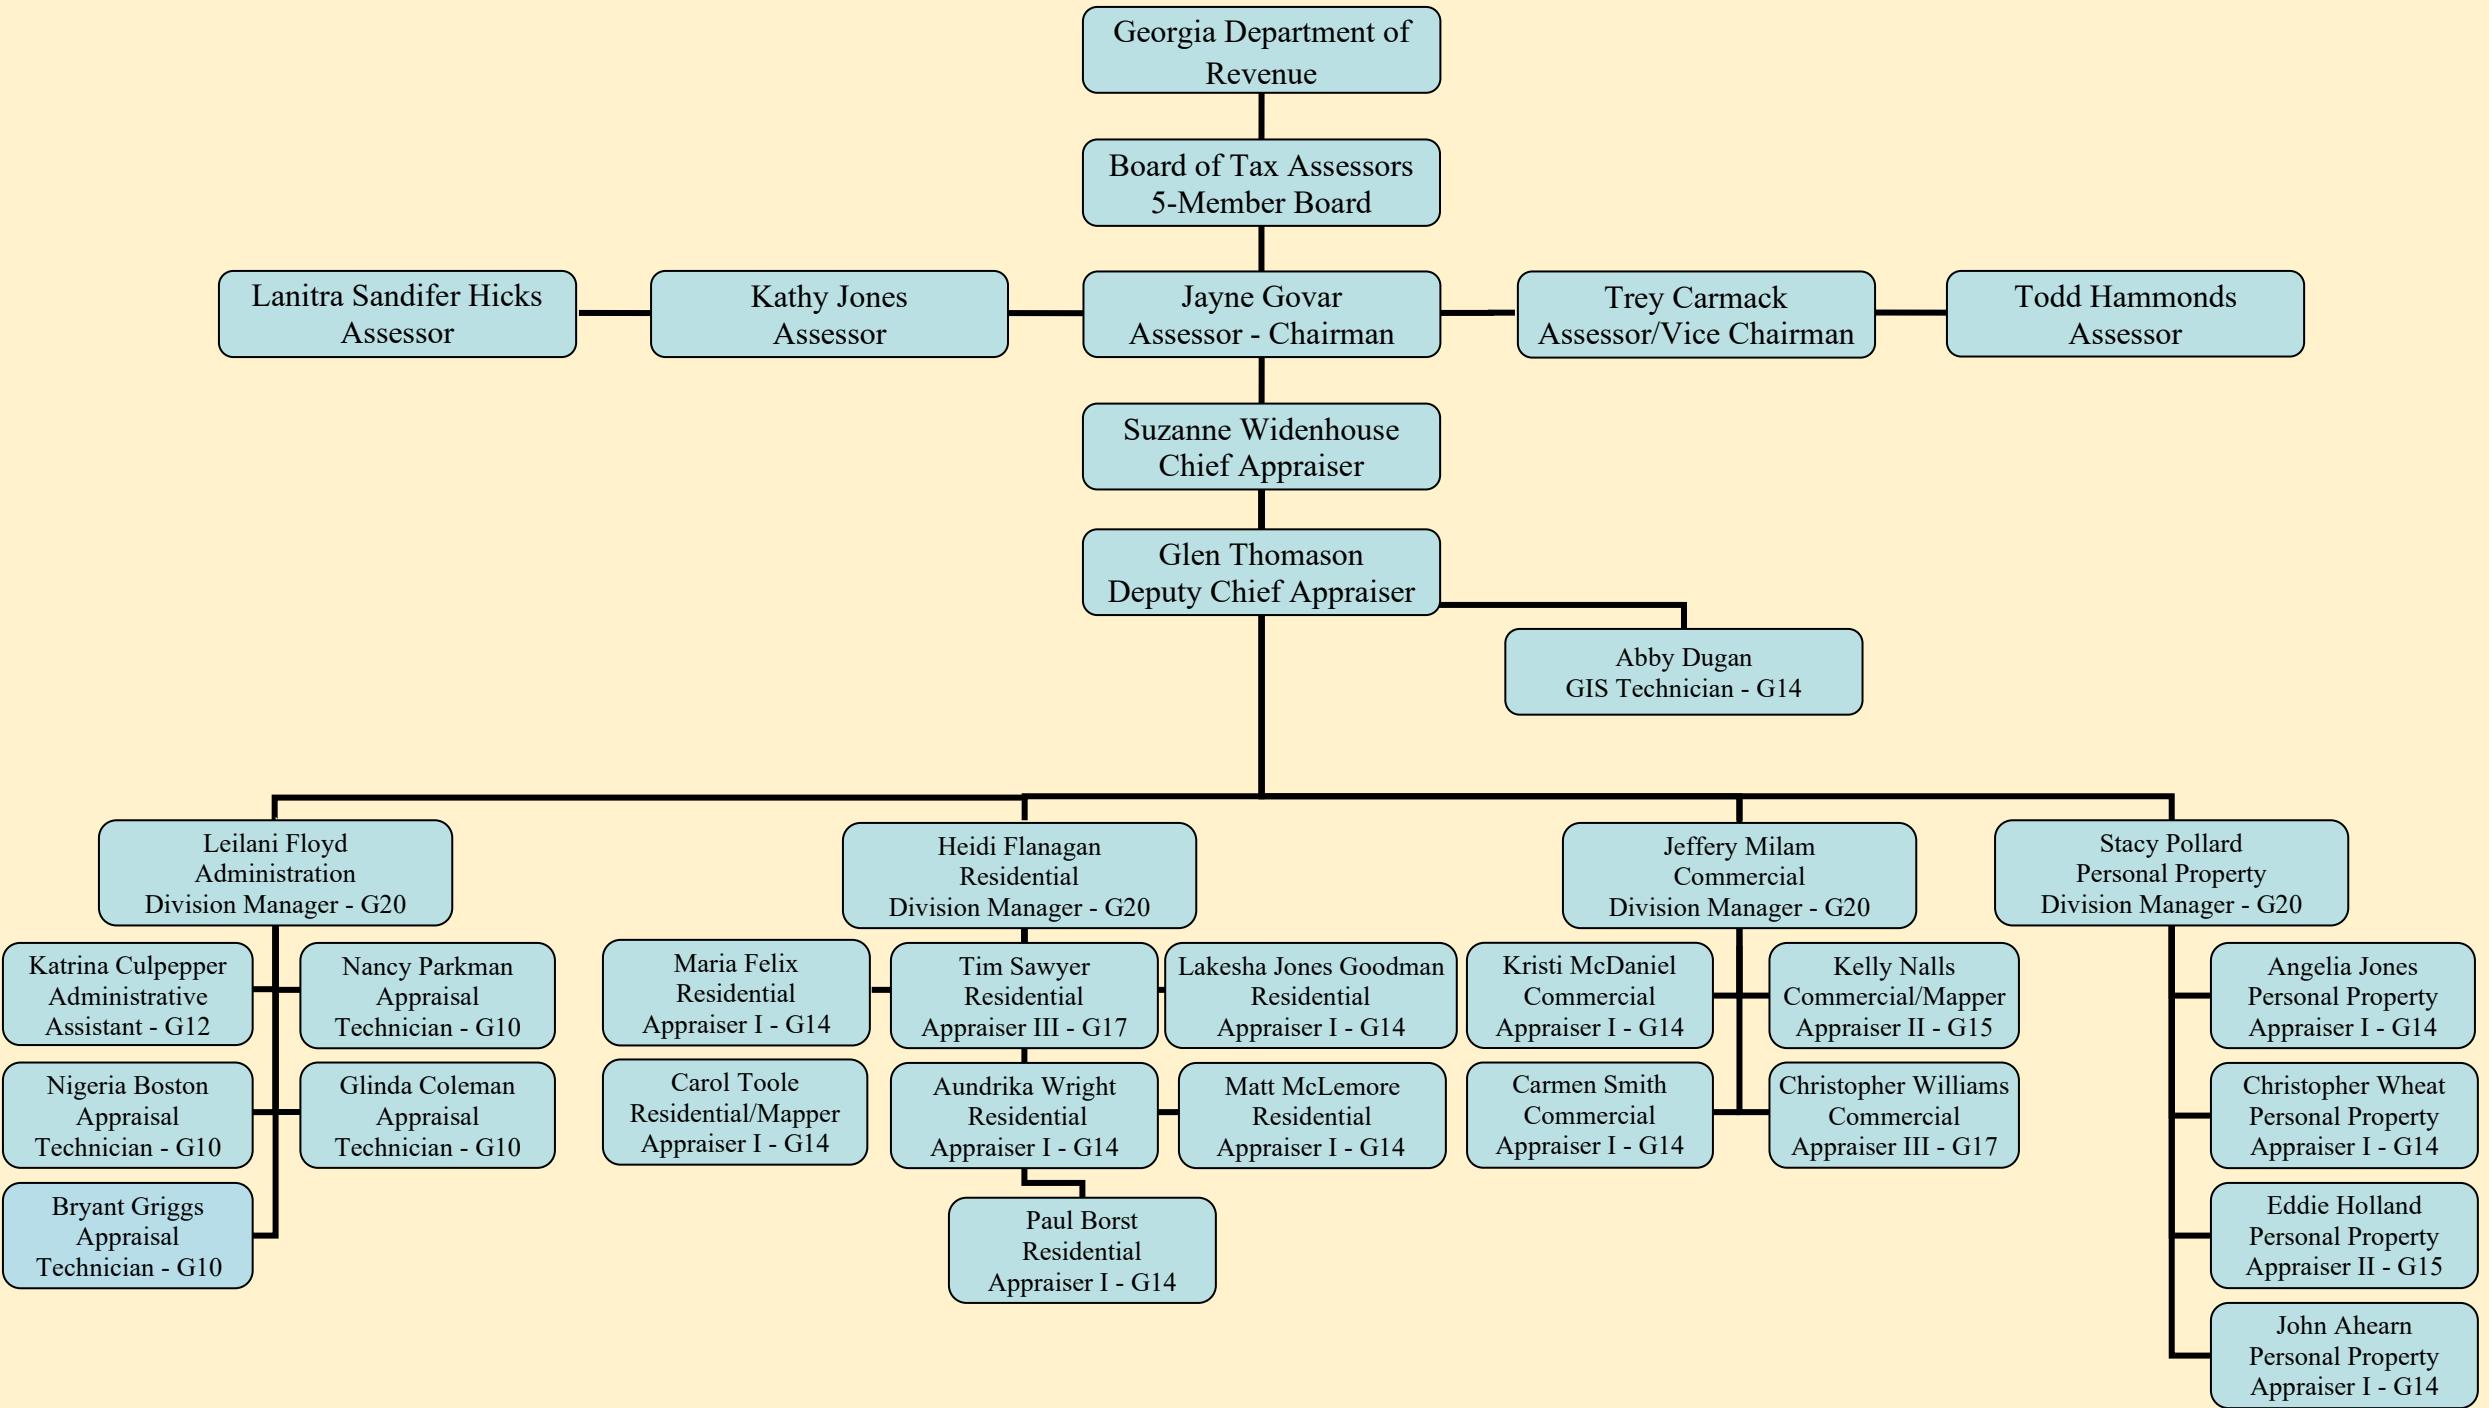 Georgia Department of
Revenue
Board of Tax Assessors
5-Member Board
Lanitra Sandifer Hicks
Assessor
Kathy Jones
Assessor
Jayne Govar
Assessor - Chairman
Trey Carmack
Assessor/Vice Chairman
Todd Hammonds
Assessor
Suzanne Widenhouse
Chief Appraiser
Glen Thomason
Deputy Chief Appraiser
Abby Dugan
GIS Technician - G14
Leilani Floyd
Administration
Division Manager - G20
Heidi Flanagan
Residential
Division Manager - G20
Jeffery Milam
Commercial
Division Manager - G20
Stacy Pollard
Personal Property
Division Manager - G20
Katrina Culpepper
Administrative
Assistant - G12
Nancy Parkman
Appraisal
Technician - G10
Maria Felix
Residential
Appraiser I - G14
Tim Sawyer
Residential
Appraiser III - G17
Lakesha Jones Goodman
Residential
Appraiser I - G14
Kristi McDaniel
Commercial
Appraiser I - G14
Kelly Nalls
Commercial/Mapper
Appraiser II - G15
Angelia Jones
Personal Property
Appraiser I - G14
Nigeria Boston
Appraisal
Technician - G10
Glinda Coleman
Appraisal
Technician - G10
Carol Toole
Residential/Mapper
Appraiser I - G14
Aundrika Wright
Residential
Appraiser I - G14
Matt McLemore
Residential
Appraiser I - G14
Carmen Smith
Commercial
Appraiser I - G14
Christopher Williams
Commercial
Appraiser III - G17
Christopher Wheat
Personal Property
Appraiser I - G14
Bryant Griggs
Appraisal
Technician - G10
Paul Borst
Residential
Appraiser I - G14
Eddie Holland
Personal Property
Appraiser II - G15
John Ahearn
Personal Property
Appraiser I - G14